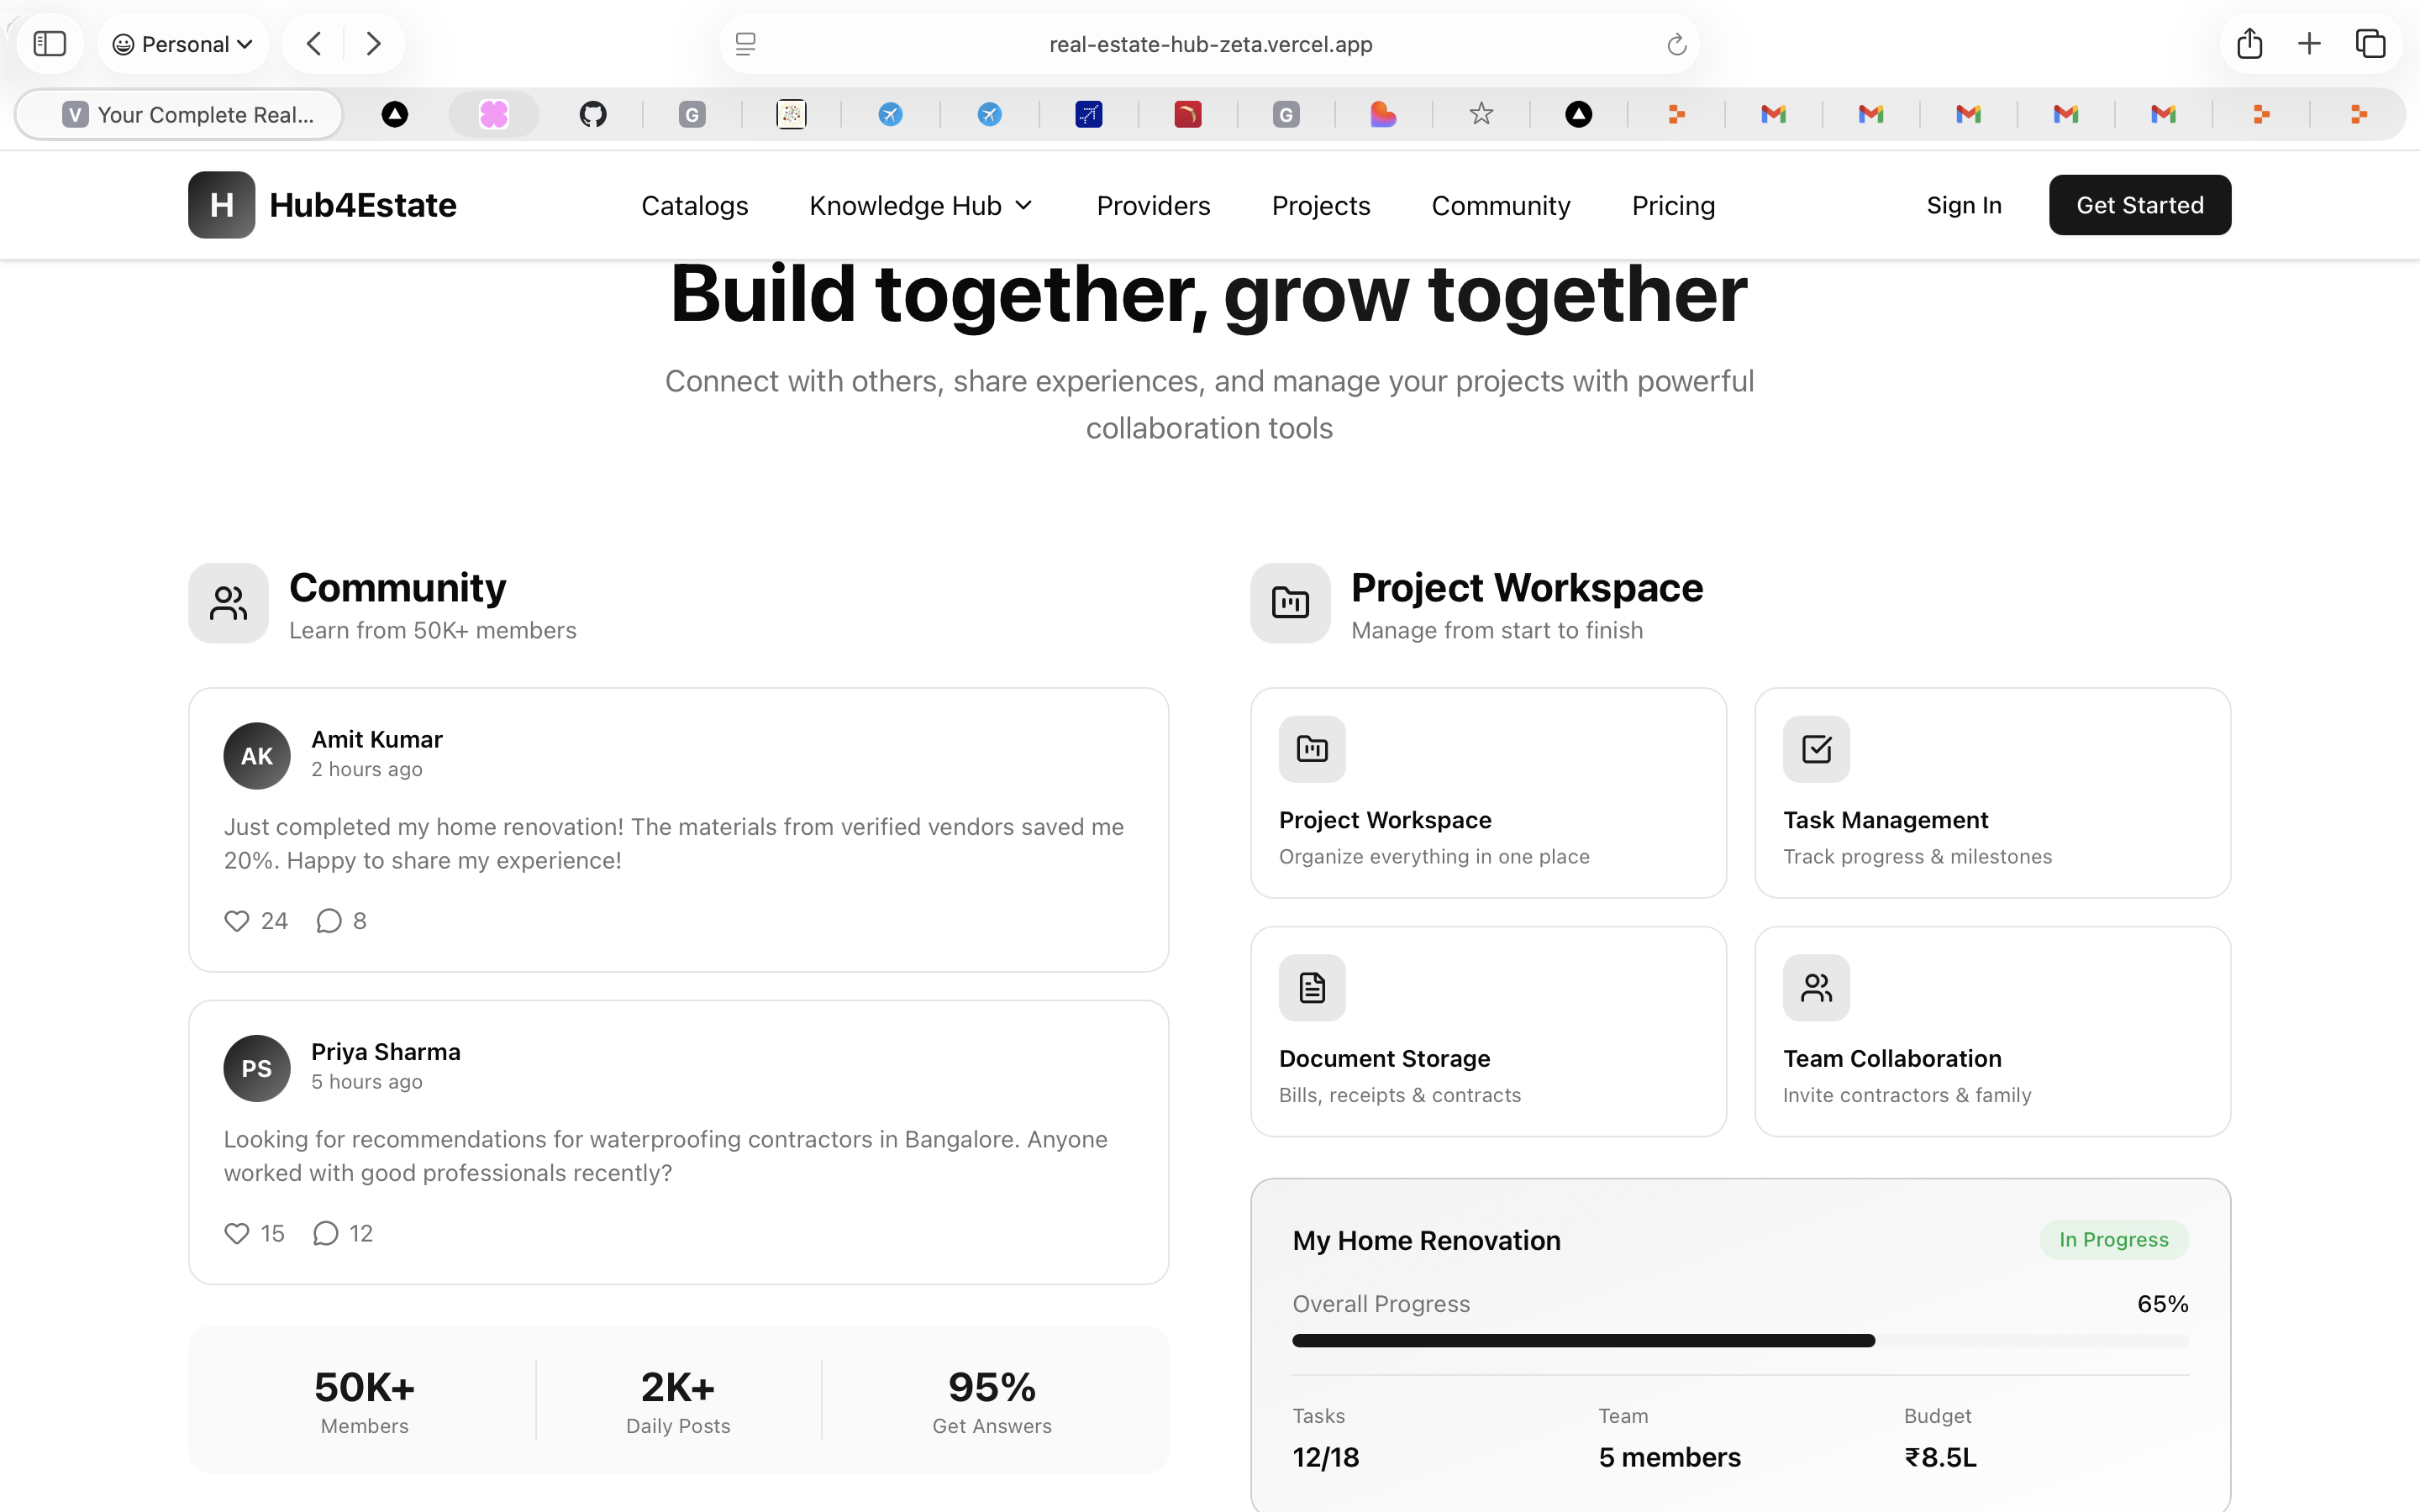 Personal
real-estate-hub-zeta.vercel.app
V Your Complete Real...
G
G
H Hub4Estate
Catalogs
Knowledge Hub
Providers
Projects
Community
Pricing
Sign In
Get Started
Build together, grow together
Connect with others, share experiences, and manage your projects with powerful
collaboration tools
Community
Learn from 50K+ members
AK
Amit Kumar
2 hours ago
Just completed my home renovation! The materials from verified vendors saved me
20%. Happy to share my experience!
24 8
PS
Priya Sharma
5 hours ago
Looking for recommendations for waterproofing contractors in Bangalore. Anyone
worked with good professionals recently?
15 12
50K+
Members
2K+
Daily Posts
95%
Get Answers
Project Workspace
Manage from start to finish
Project Workspace
Organize everything in one place
Task Management
Track progress & milestones
Document Storage
Bills, receipts & contracts
Team Collaboration
Invite contractors & family
My Home Renovation
In Progress
Overall Progress
65%
Tasks
12/18
Team
5 members
Budget
₹8.5L